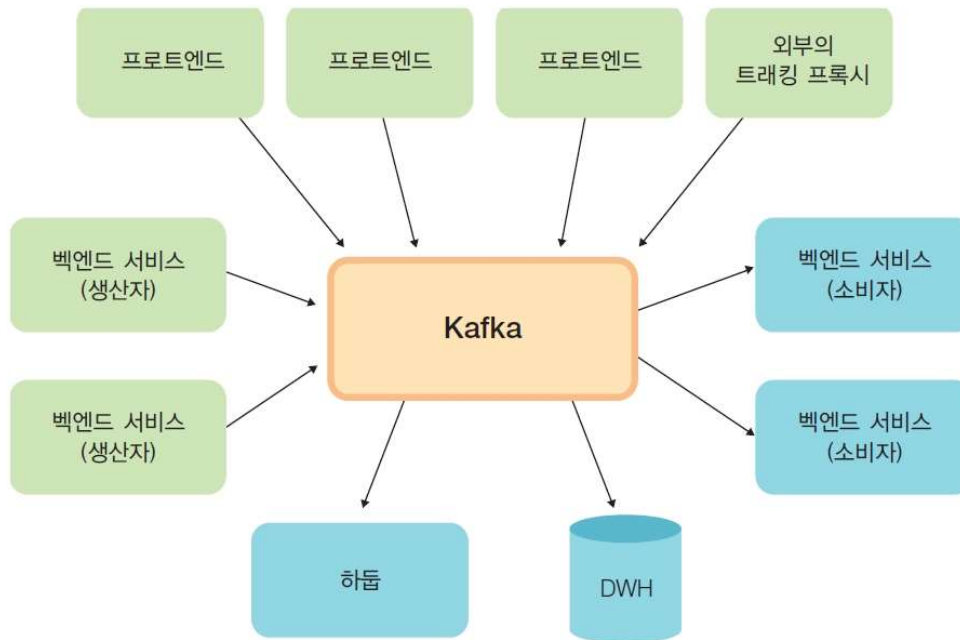 프로트엔드
프로트엔드
프로트엔드
외부의
트래킹 프록시
벡엔드 서비스
(생산자)
Kafka
벡엔드 서비스
(소비자)
벡엔드 서비스
(생산자)
벡엔드 서비스
(소비자)
하둡
DWH